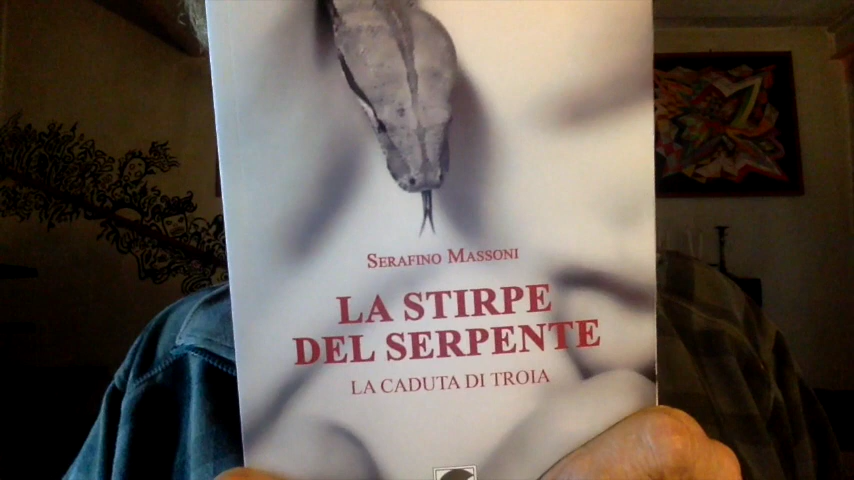 SERAFINO MASSONI
LA STIRPE
DEL SERPENTE
LA CADUTA DI TROIA